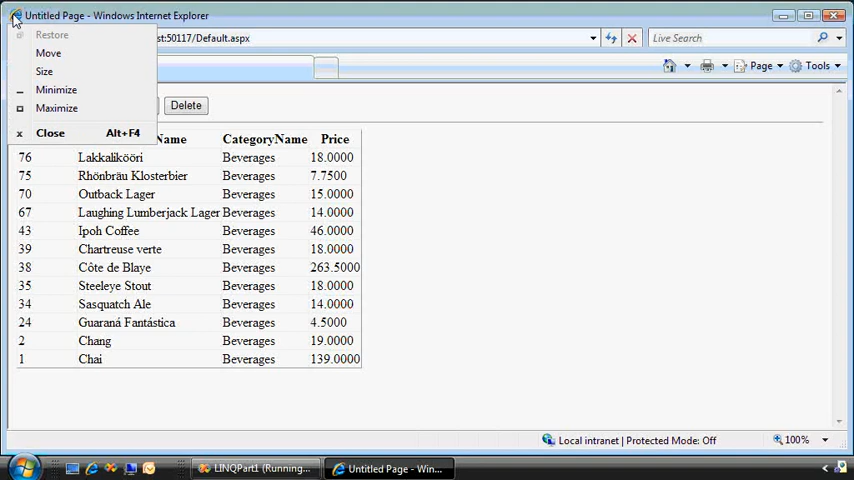 Untitled Page - Windows Internet Explorer
Restore
Move
Size
Minimize
Maximize
Close Alt+F4
st:50117/Default.aspx
Live Search
Page
Tools
Delete
Name CategoryName Price
76 Lakkalikööri Beverages 18.0000
75 Rhönbräu Klosterbier Beverages 7.7500
70 Outback Lager Beverages 15.0000
67 Laughing Lumberjack Lager Beverages 14.0000
43 Ipoh Coffee Beverages 46.0000
39 Chartreuse verte Beverages 18.0000
38 Côte de Blaye Beverages 263.5000
35 Steeleye Stout Beverages 18.0000
34 Sasquatch Ale Beverages 14.0000
24 Guaraná Fantástica Beverages 4.5000
2 Chang Beverages 19.0000
1 Chai Beverages 139.0000
Local intranet | Protected Mode: Off 100%
LINQPart1 (Running... Untitled Page - Win...